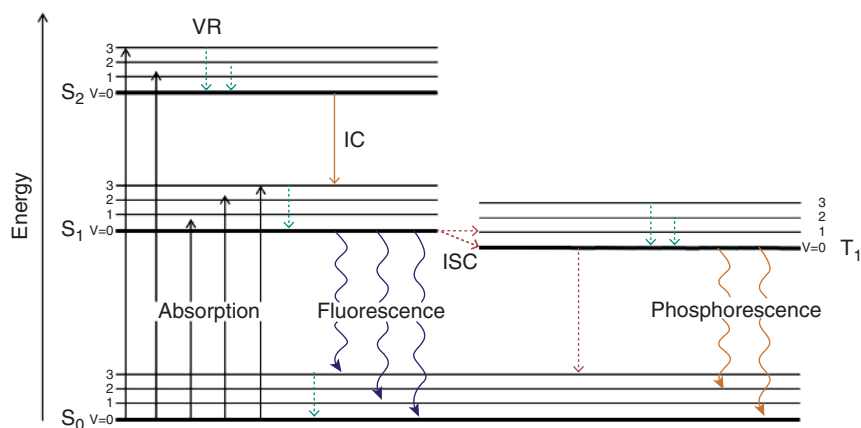 VR
3
2
1
S2 V=0
IC
3
2
1
S1 V=0
3
2
1
V=0 T1
ISC
Energy
Absorption Fluorescence Phosphorescence
3
2
1
S0 V=0